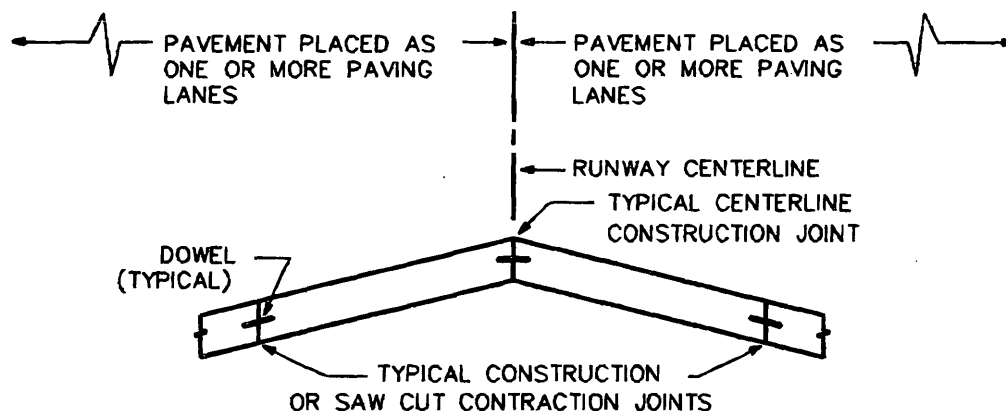 PAVEMENT PLACED AS
ONE OR MORE PAVING
LANES
PAVEMENT PLACED AS
ONE OR MORE PAVING
LANES
RUNWAY CENTERLINE
TYPICAL CENTERLINE
CONSTRUCTION JOINT
DOWEL
(TYPICAL)
TYPICAL CONSTRUCTION
OR SAW CUT CONTRACTION JOINTS